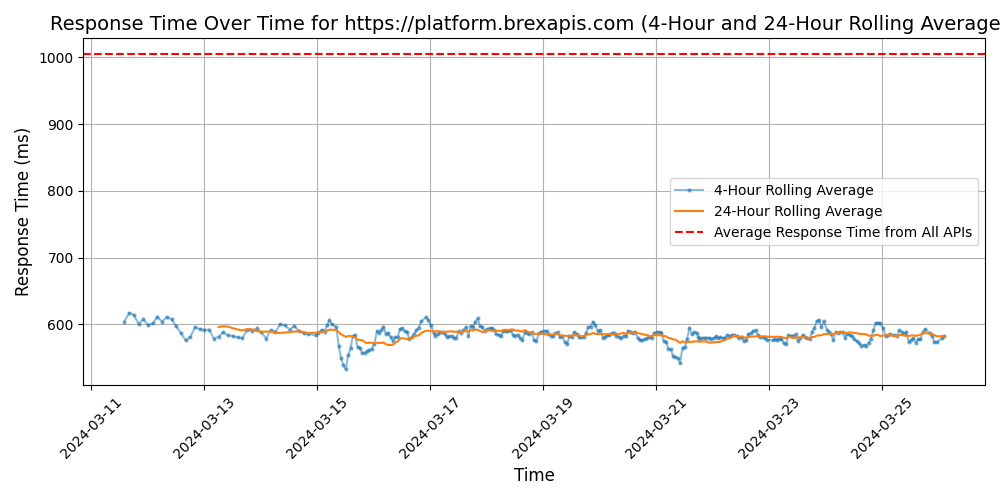 Response Time Over Time for https://platform.brexapis.com (4-Hour and 24-Hour Rolling Average
Response Time (ms)
1000
900
800
700
600
4-Hour Rolling Average
24-Hour Rolling Average
Average Response Time from All APIs
2024-03-11
2024-03-13
2024-03-15
2024-03-17
2024-03-19
2024-03-21
2024-03-23
2024-03-25
Time